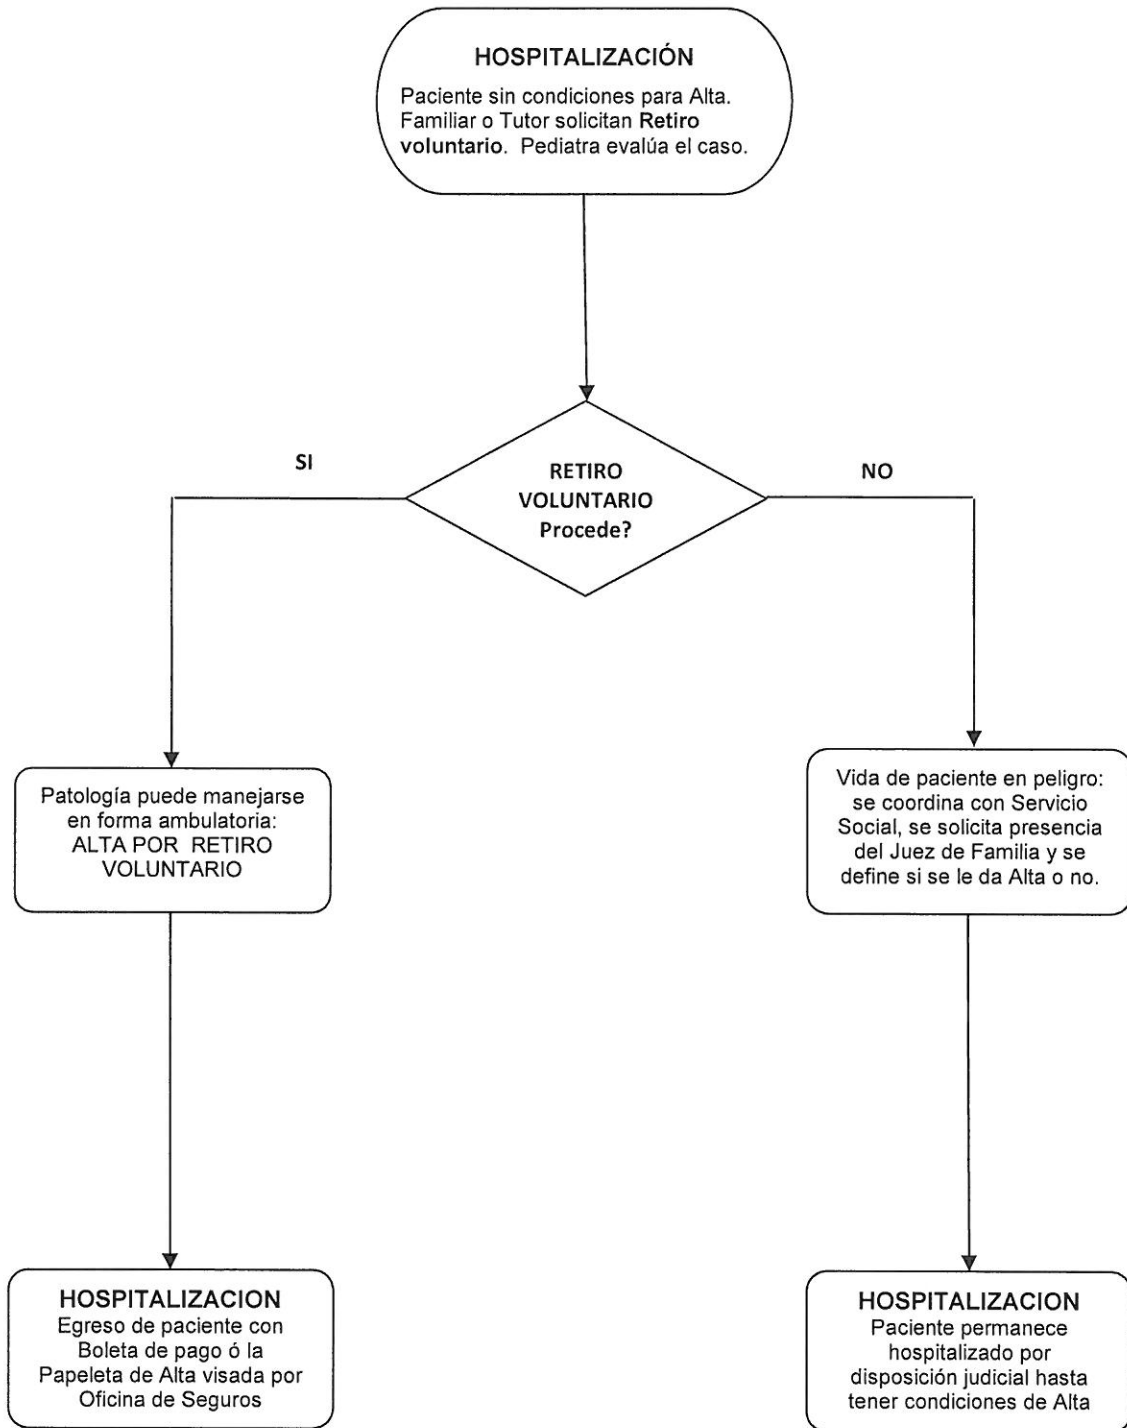 HOSPITALIZACIÓN
Paciente sin condiciones para Alta.
Familiar o Tutor solicitan Retiro
voluntario. Pediatra evalúa el caso.
SI
RETIRO
VOLUNTARIO
Procede?
NO
Patología puede manejarse
en forma ambulatoria:
ALTA POR RETIRO
VOLUNTARIO
Vida de paciente en peligro:
se coordina con Servicio
Social, se solicita presencia
del Juez de Familia y se
define si se le da Alta o no.
HOSPITALIZACION
Egreso de paciente con
Boleta de pago ó la
Papeleta de Alta visada por
Oficina de Seguros
HOSPITALIZACION
Paciente permanece
hospitalizado por
disposición judicial hasta
tener condiciones de Alta